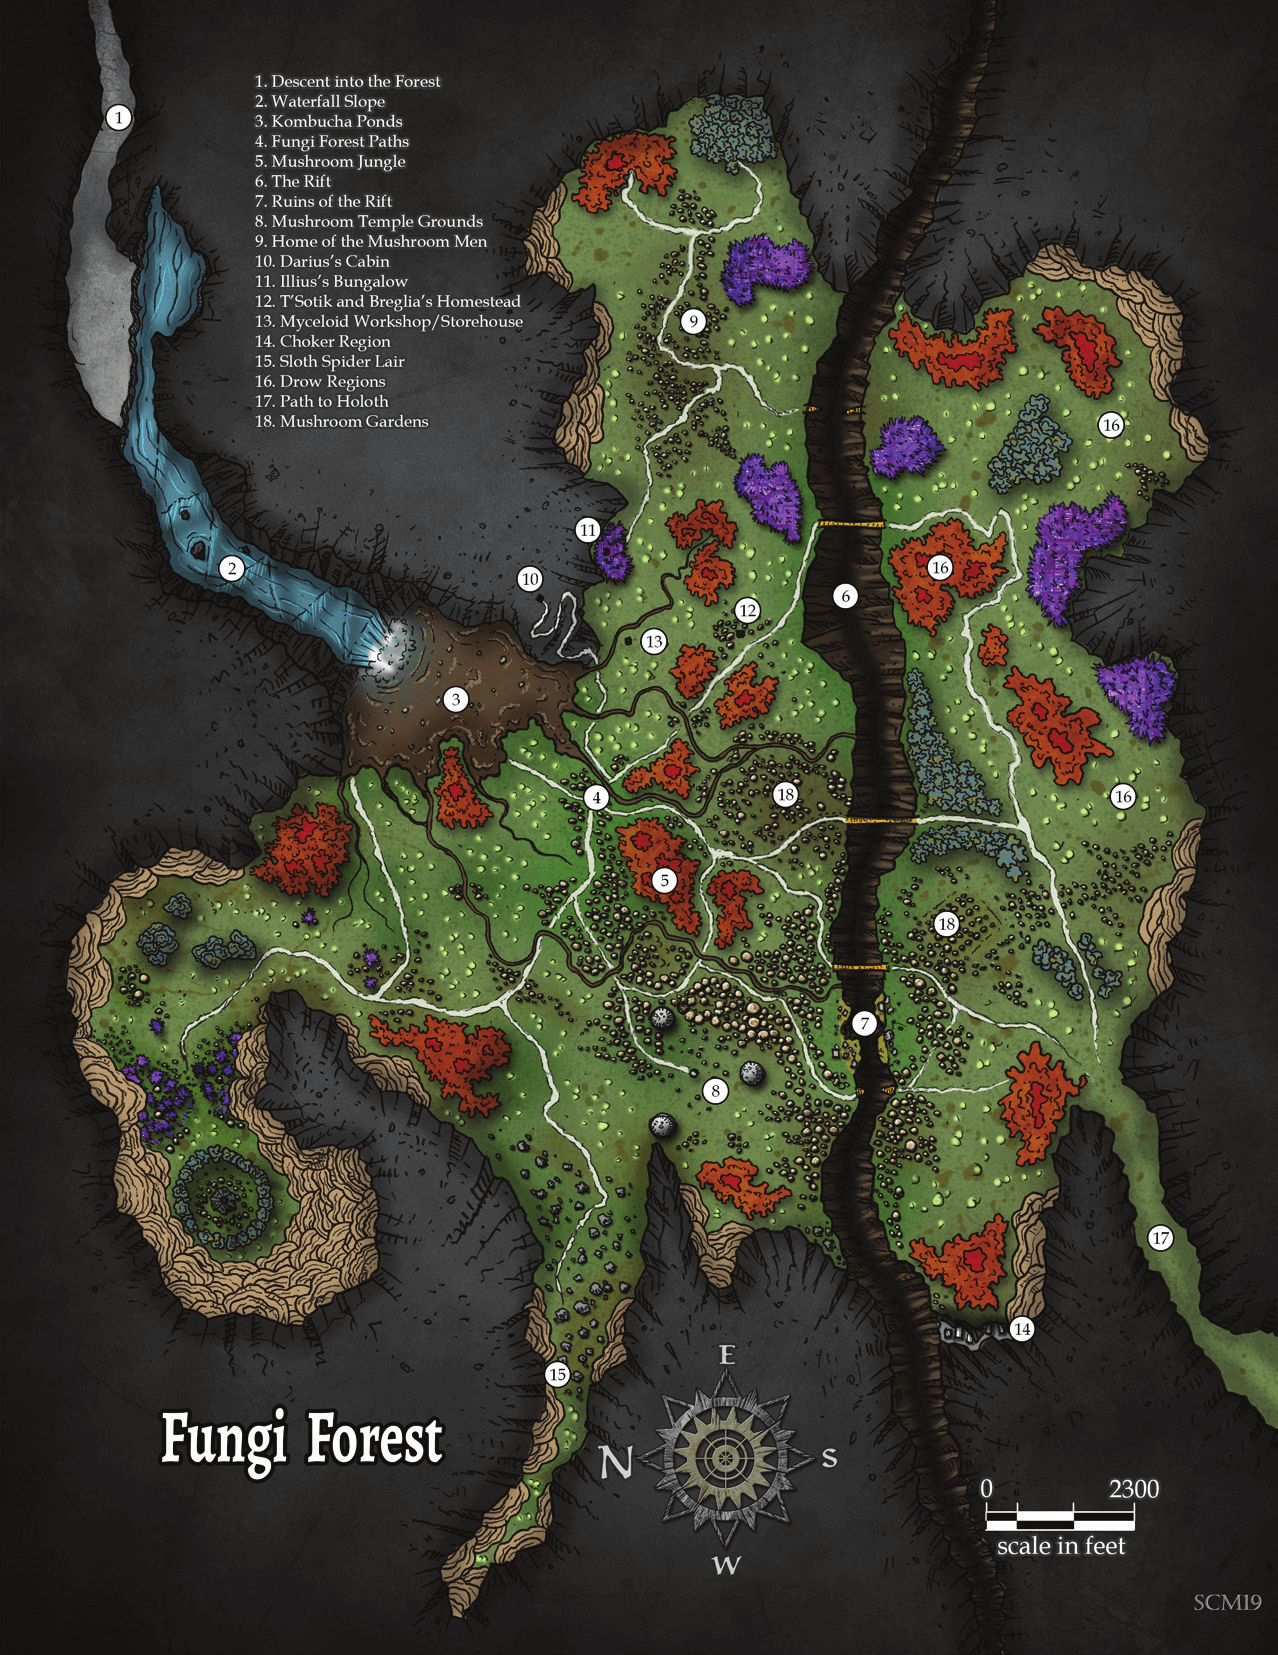 1. Descent into the Forest
2. Waterfall Slope
3. Kombucha Ponds
4. Fungi Forest Paths
5. Mushroom Jungle
6. The Rift
7. Ruins of the Rift
8. Mushroom Temple Grounds
9. Home of the Mushroom Men
10. Darius's Cabin
11. Illius's Bungalow
12. T'Sotik and Breglia's Homestead
13. Myceloid Workshop/Storehouse
14. Choker Region
15. Sloth Spider Lair
16. Drow Regions
17. Path to Holoth
18. Mushroom Gardens
1
9
16
11
16
2
10
6
12
13
3
4
18
16
5
18
7
8
17
14
15
E
N
S
W
Fungi Forest
0 2300
scale in feet
SCM19